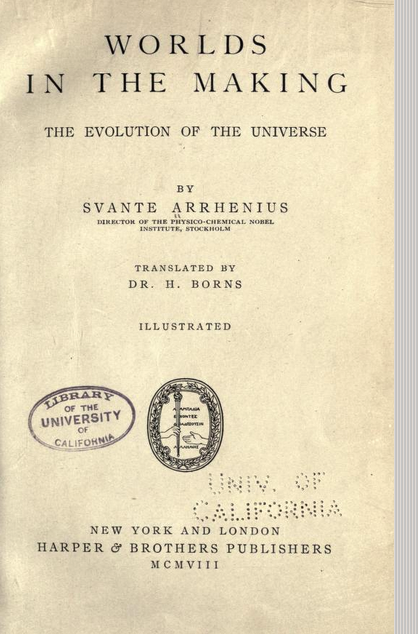 WORLDS
IN THE MAKING
THE EVOLUTION OF THE UNIVERSE
BY
SVANTE ARRHENIUS
DIRECTOR OF THE PHYSICO-CHEMICAL NOBEL
INSTITUTE, STOCKHOLM
TRANSLATED BY
DR. H. BORNS
ILLUSTRATED
LIBRARY
OF THE
UNIVERSITY
OF
CALIFORNIA
UNIV. OF
CALIFORNIA
NEW YORK AND LONDON
HARPER & BROTHERS PUBLISHERS
MCMVIII